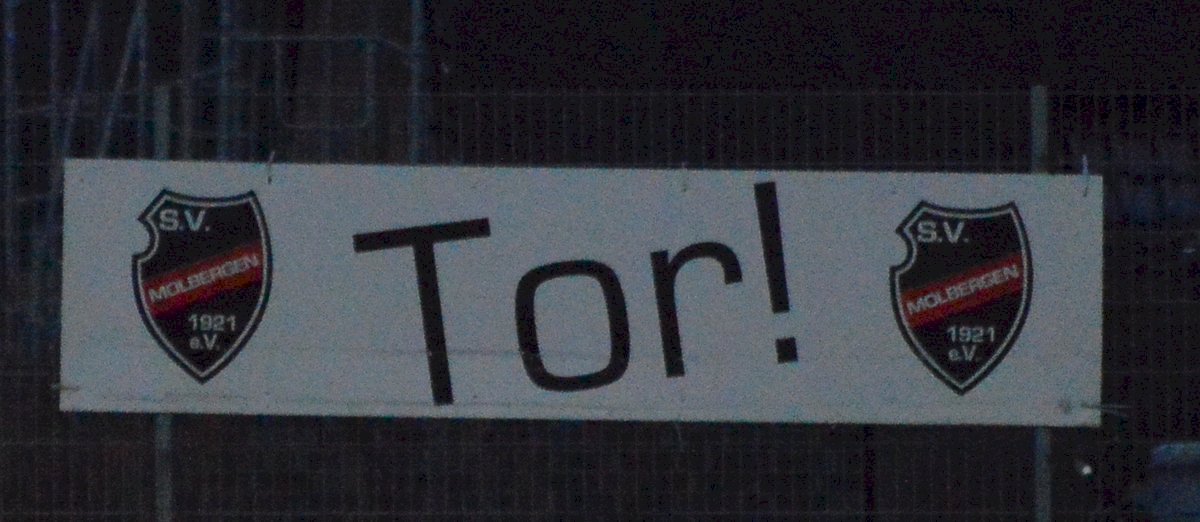 S.V.
MOLBERGEN
1921
e.V.
Tor!
S.V.
MOLBERGEN
1921
e.V.